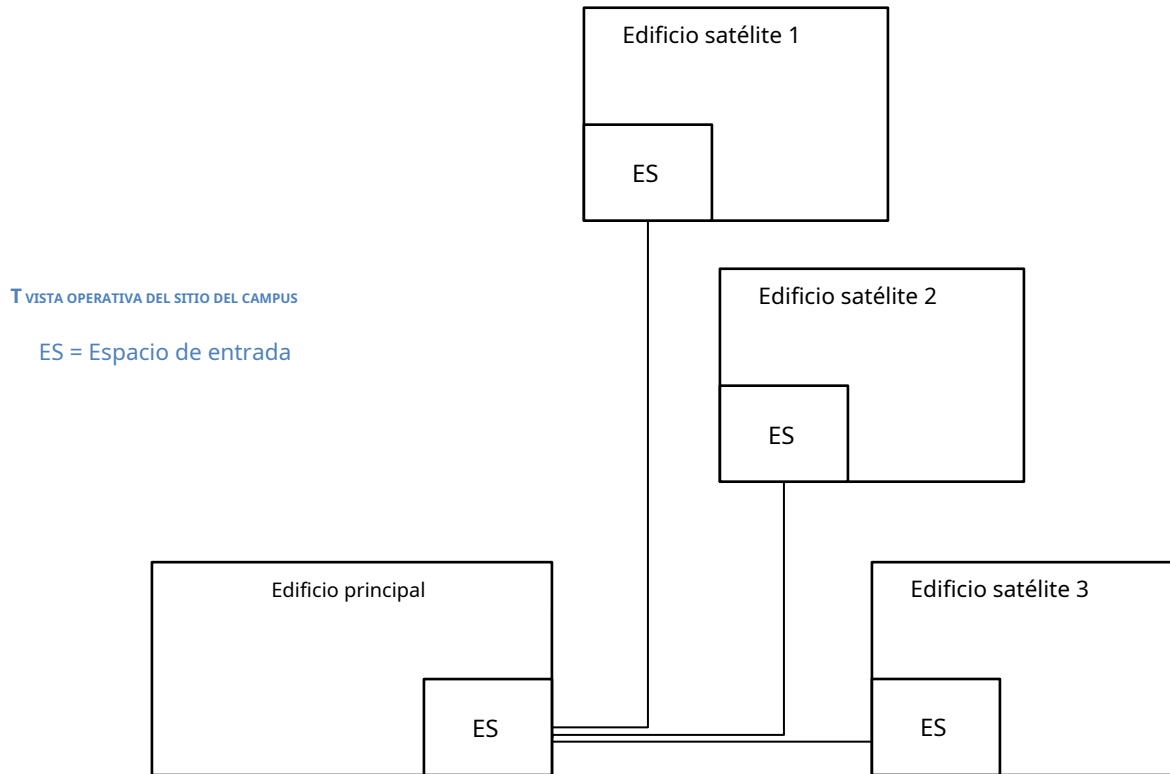 Edificio satélite 1
ES
T VISTA OPERATIVA DEL SITIO DEL CAMPUS
ES = Espacio de entrada
Edificio satélite 2
ES
Edificio principal
ES
Edificio satélite 3
ES